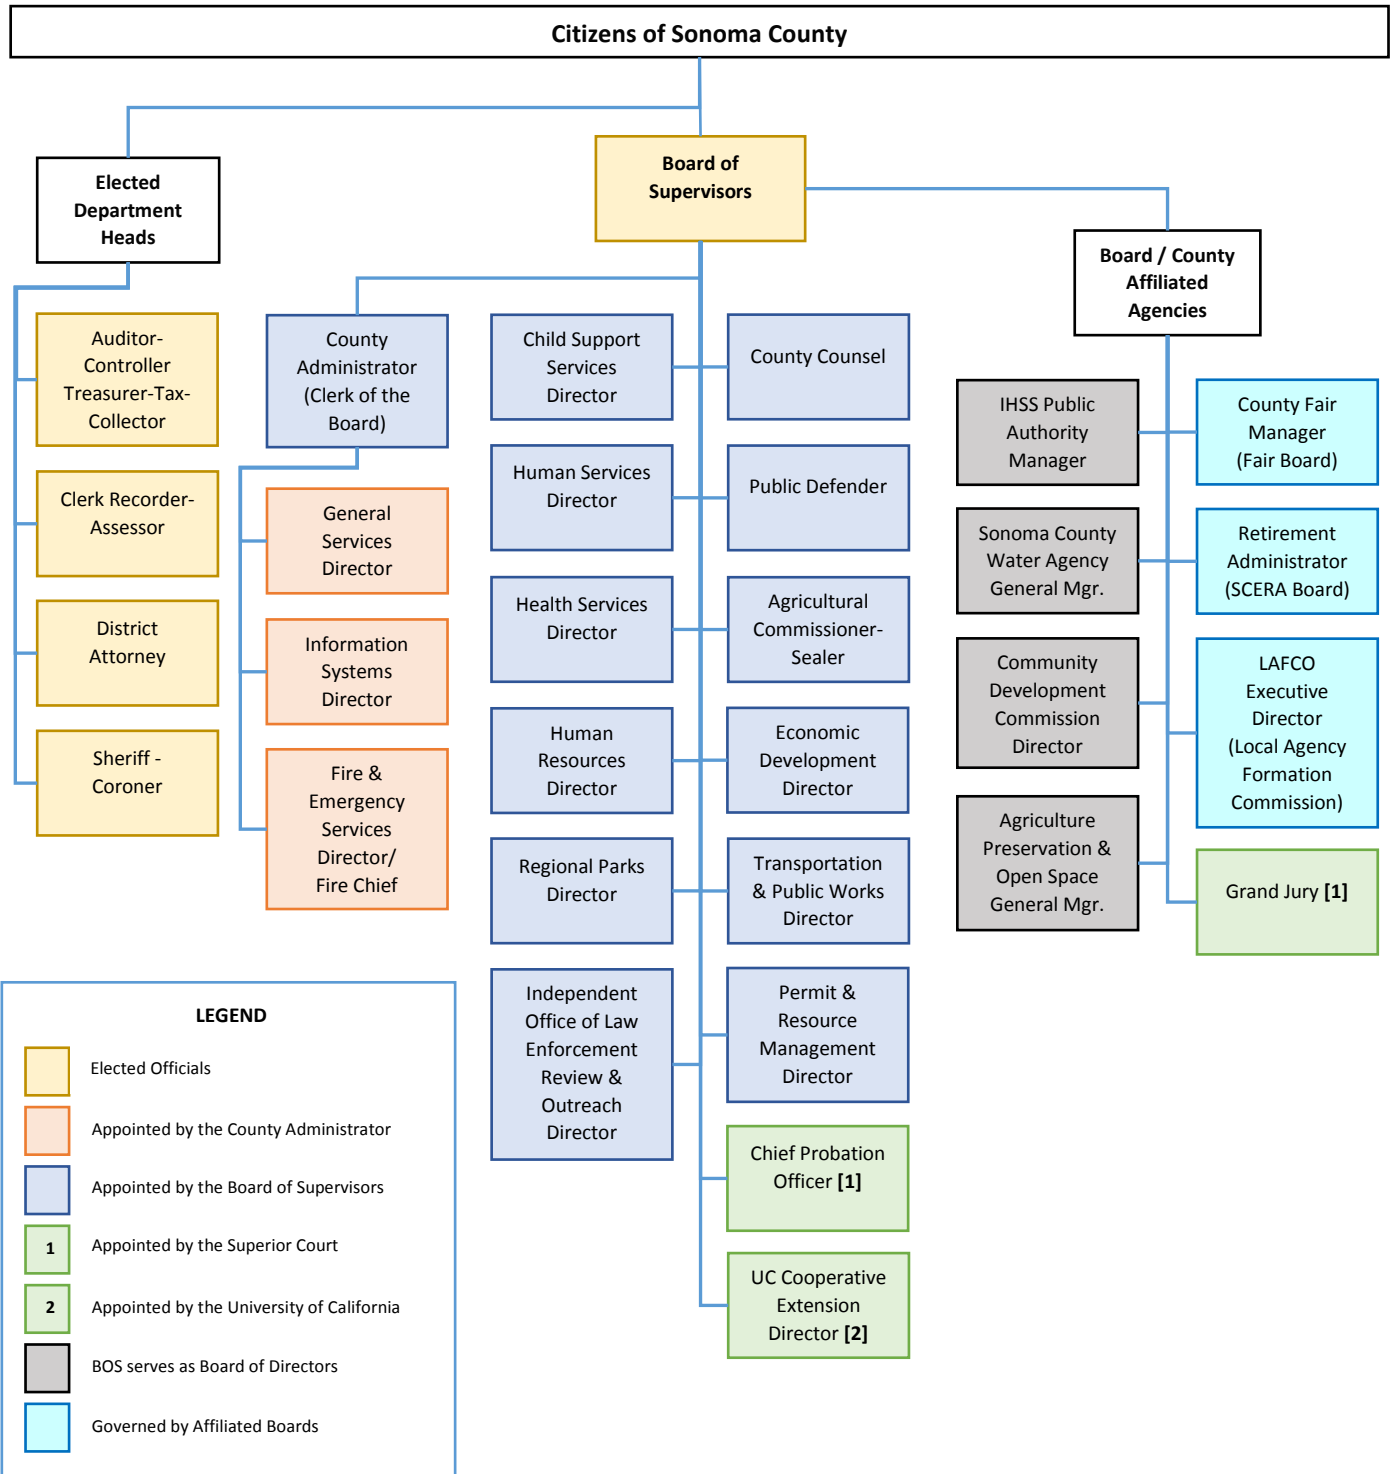 Citizens of Sonoma County
Elected
Department
Heads
Board of
Supervisors
Board / County
Affiliated
Agencies
Auditor-
Controller
Treasurer-Tax-
Collector
Clerk Recorder-
Assessor
District
Attorney
Sheriff -
Coroner
County
Administrator
(Clerk of the
Board)
General
Services
Director
Information
Systems
Director
Fire &
Emergency
Services
Director/
Fire Chief
Child Support
Services
Director
County Counsel
Human Services
Director
Public Defender
Health Services
Director
Agricultural
Commissioner-
Sealer
Human
Resources
Director
Economic
Development
Director
Regional Parks
Director
Transportation
& Public Works
Director
Independent
Office of Law
Enforcement
Review &
Outreach
Director
Permit &
Resource
Management
Director
Chief Probation
Officer [1]
UC Cooperative
Extension
Director [2]
IHSS Public
Authority
Manager
County Fair
Manager
(Fair Board)
Sonoma County
Water Agency
General Mgr.
Retirement
Administrator
(SCERA Board)
Community
Development
Commission
Director
LAFCO
Executive
Director
(Local Agency
Formation
Commission)
Agriculture
Preservation &
Open Space
General Mgr.
Grand Jury [1]
LEGEND
Elected Officials
Appointed by the County Administrator
Appointed by the Board of Supervisors
1 Appointed by the Superior Court
2 Appointed by the University of California
BOS serves as Board of Directors
Governed by Affiliated Boards